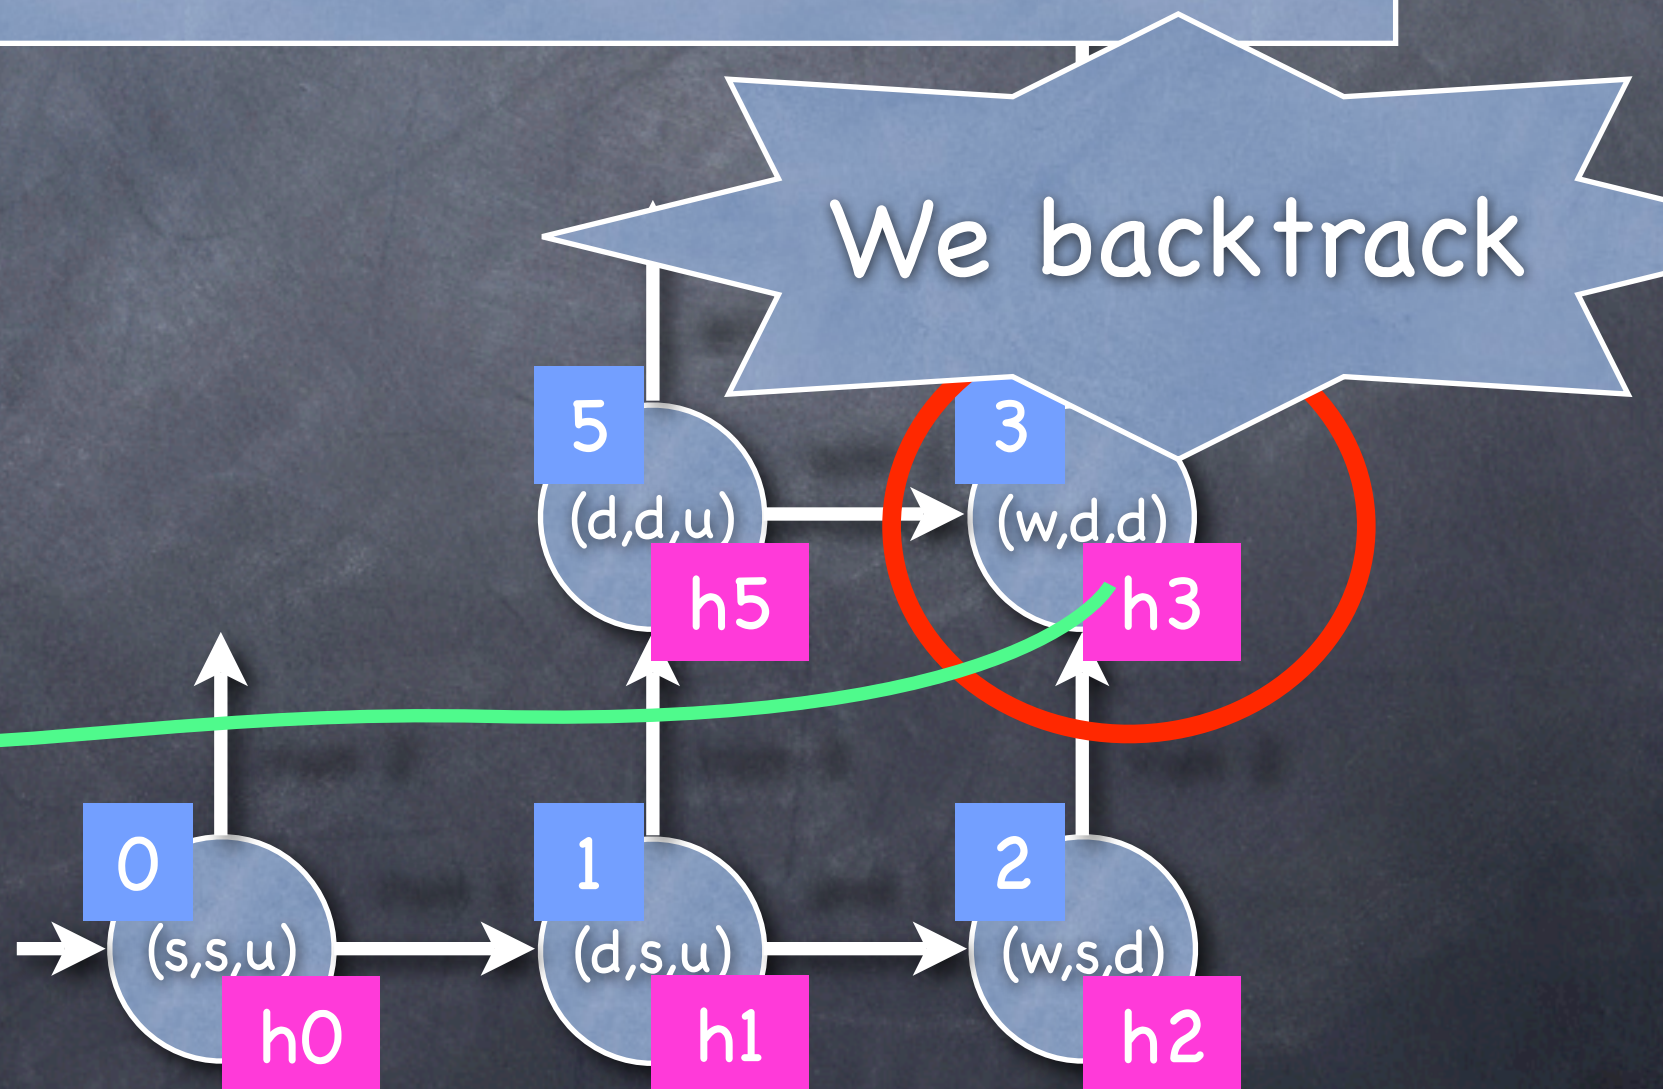 We backtrack
5
3
(d,d,u)
(w,d,d)
h5
h3
0
1
2
(s,s,u)
(d,s,u)
(w,s,d)
h0
h1
h2